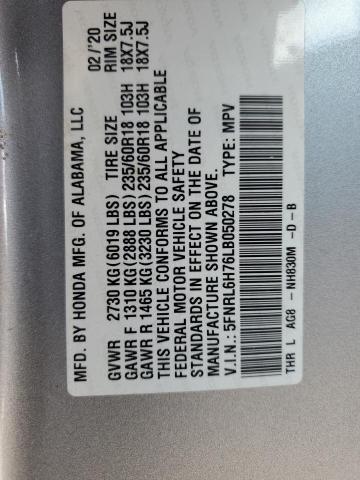 MFD. BY HONDA MFG. OF ALABAMA, LLC 02/'20
TIRE SIZE RIM SIZE
GVWR 2730 KG(6019 LBS)
GAWR F 1310 KG(2888 LBS) 235/60R18 103H 18X7.5J
GAWR R 1465 KG(3230 LBS) 235/60R18 103H 18X7.5J
THIS VEHICLE CONFORMS TO ALL APPLICABLE
FEDERAL MOTOR VEHICLE SAFETY
STANDARDS IN EFFECT ON THE DATE OF
MANUFACTURE SHOWN ABOVE.
V.I.N.: 5FNRL6H76LB050278 TYPE: MPV
THR L AG8 - NH830M -D-B